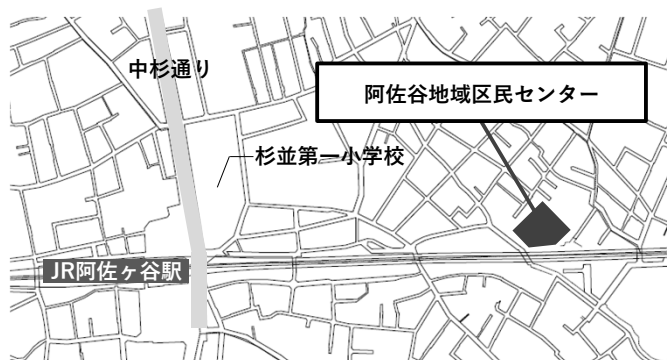 中杉通り
阿佐谷地域区民センター
杉並第一小学校
JR阿佐ヶ谷駅